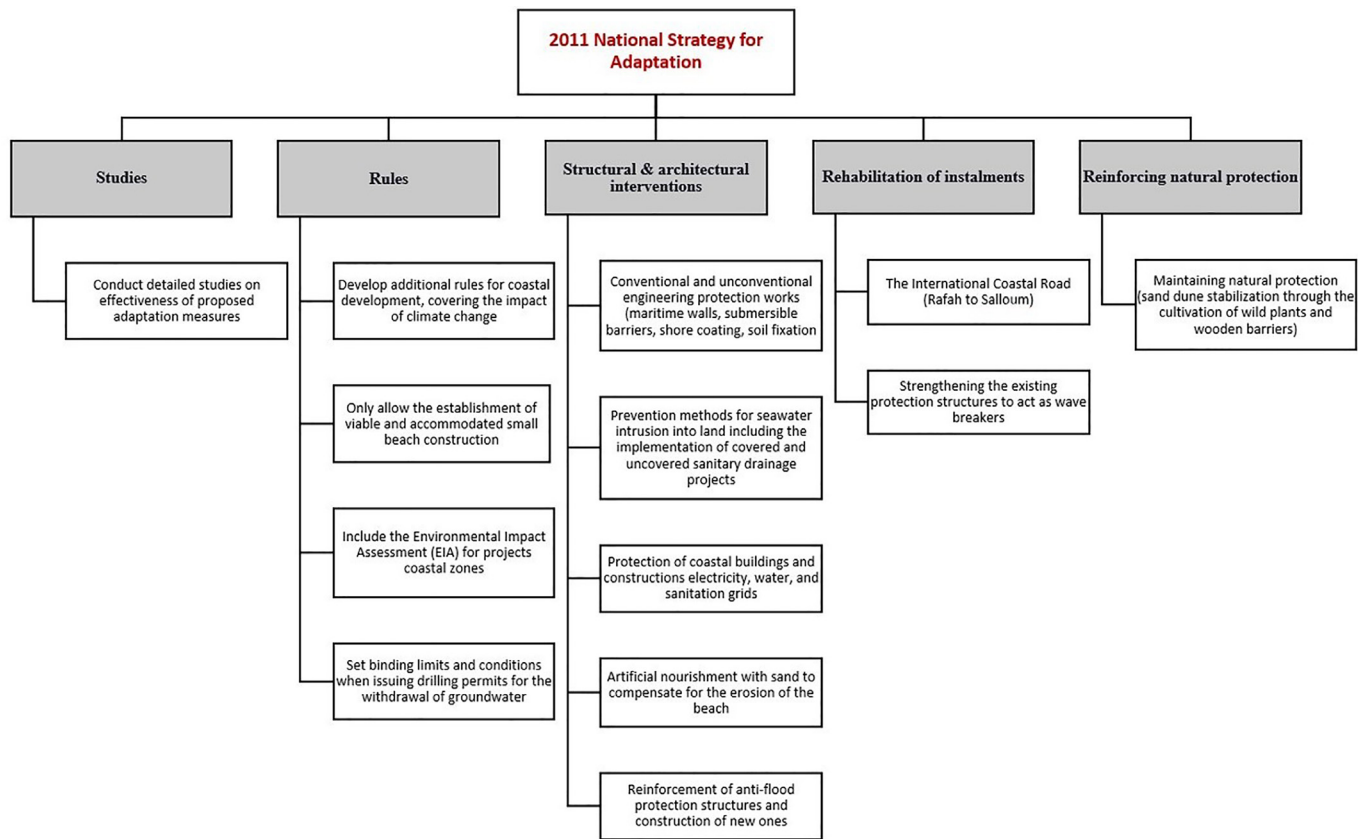 2011 National Strategy for
Adaptation
Studies
Rules
Structural & architectural
interventions
Rehabilitation of instalments
Reinforcing natural protection
Conduct detailed studies on
effectiveness of proposed
adaptation measures
Develop additional rules for coastal
development, covering the impact
of climate change
Only allow the establishment of
viable and accommodated small
beach construction
Include the Environmental Impact
Assessment (EIA) for projects
coastal zones
Set binding limits and conditions
when issuing drilling permits for the
withdrawal of groundwater
Conventional and unconventional
engineering protection works
(maritime walls, submersible
barriers, shore coating, soil fixation
Prevention methods for seawater
intrusion into land including the
implementation of covered and
uncovered sanitary drainage
projects
Protection of coastal buildings and
constructions electricity, water, and
sanitation grids
Artificial nourishment with sand to
compensate for the erosion of the
beach
Reinforcement of anti-flood
protection structures and
construction of new ones
The International Coastal Road
(Rafah to Salloum)
Strengthening the existing
protection structures to act as wave
breakers
Maintaining natural protection
(sand dune stabilization through the
cultivation of wild plants and
wooden barriers)